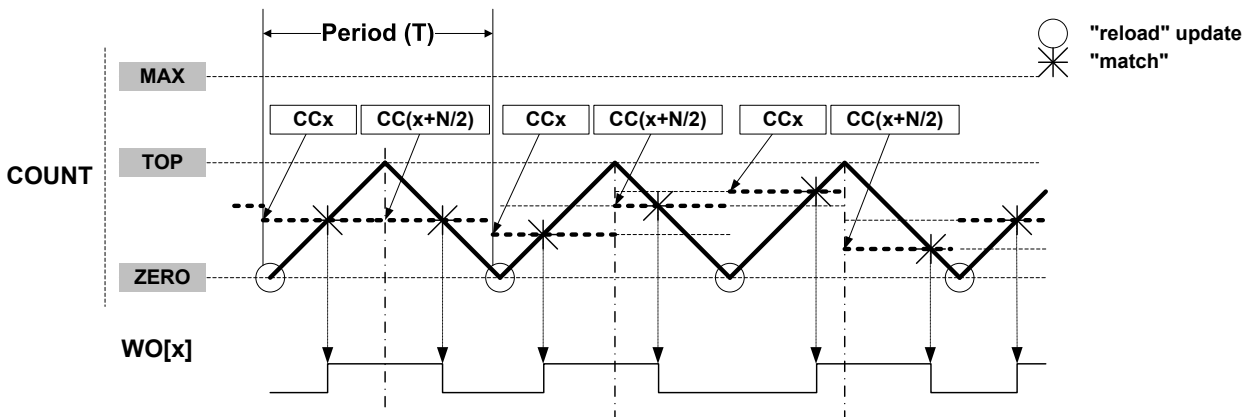 Period (T)
"reload" update
"match"
MAX
CCx
CC(x+N/2)
CCx
CC(x+N/2)
CCx
CC(x+N/2)
TOP
COUNT
ZERO
WO[x]